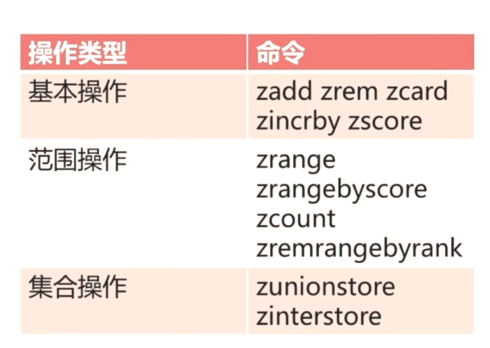 操作类型 命令
基本操作 zadd zrem zcard
zincrby zscore
范围操作 zrange
zrangebyscore
zcount
zremrangebyrank
集合操作 zunionstore
zinterstore